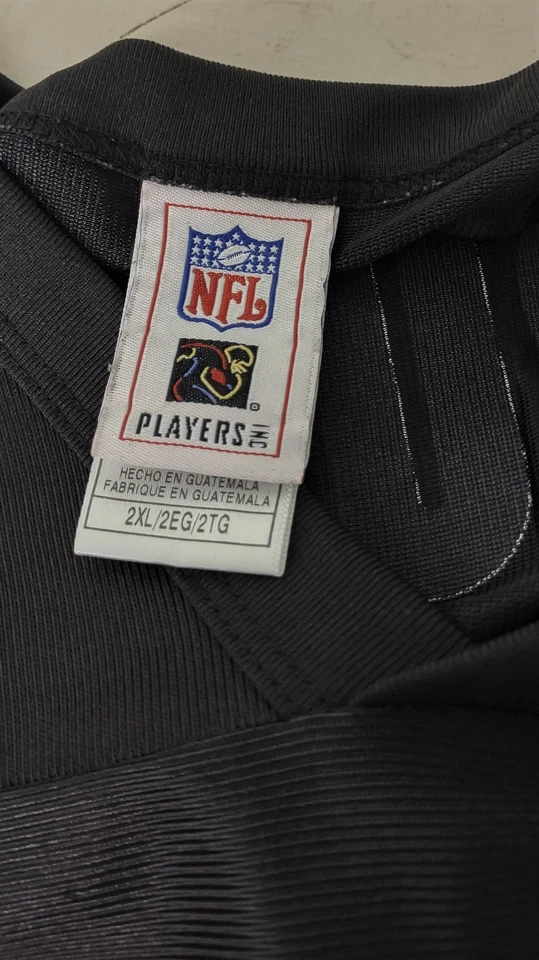 NFL
PLAYERS INC
HECHO EN GUATEMALA
FABRIQUE EN GUATEMALA
2XL/2EG/2TG